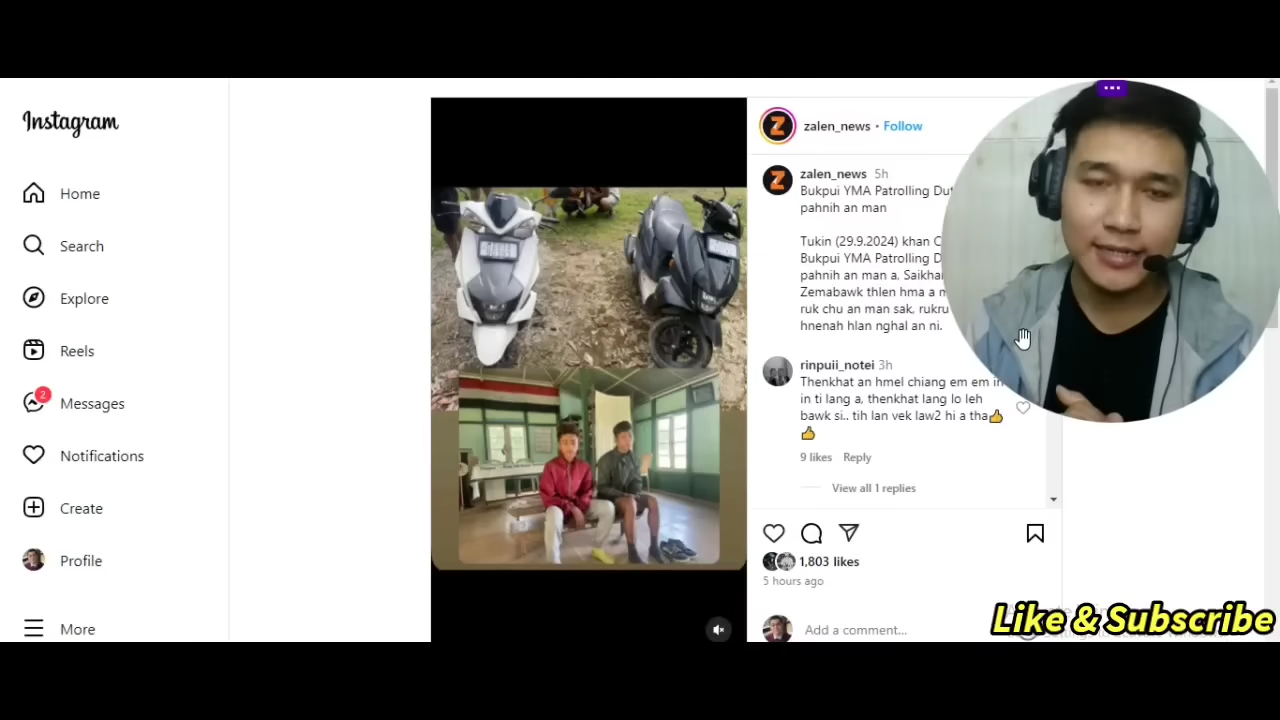 Instagram
Home
Search
Explore
Reels
2
Messages
Notifications
Create
Profile
More
zalen_news • Follow
zalen_news 5h
Bukpui YMA Patrolling
pahnih an man
Tukin (29.9.2024) khan
Bukpui YMA Patrolling
pahnih an man a, Saikhan
Zemabawk thlen hma a
ruk chu an man sak, rukru
hnenah hlan nghal an ni.
rinpuii_notei 3h
Thenkhat an hmel chiang em em in
in ti lang a, thenkhat lang lo leh
bawk si.. tih lan vek law2 hi a tha👍
👍
9 likes Reply
View all 1 replies
1,803 likes
5 hours ago
Add a comment...
Like & Subscribe